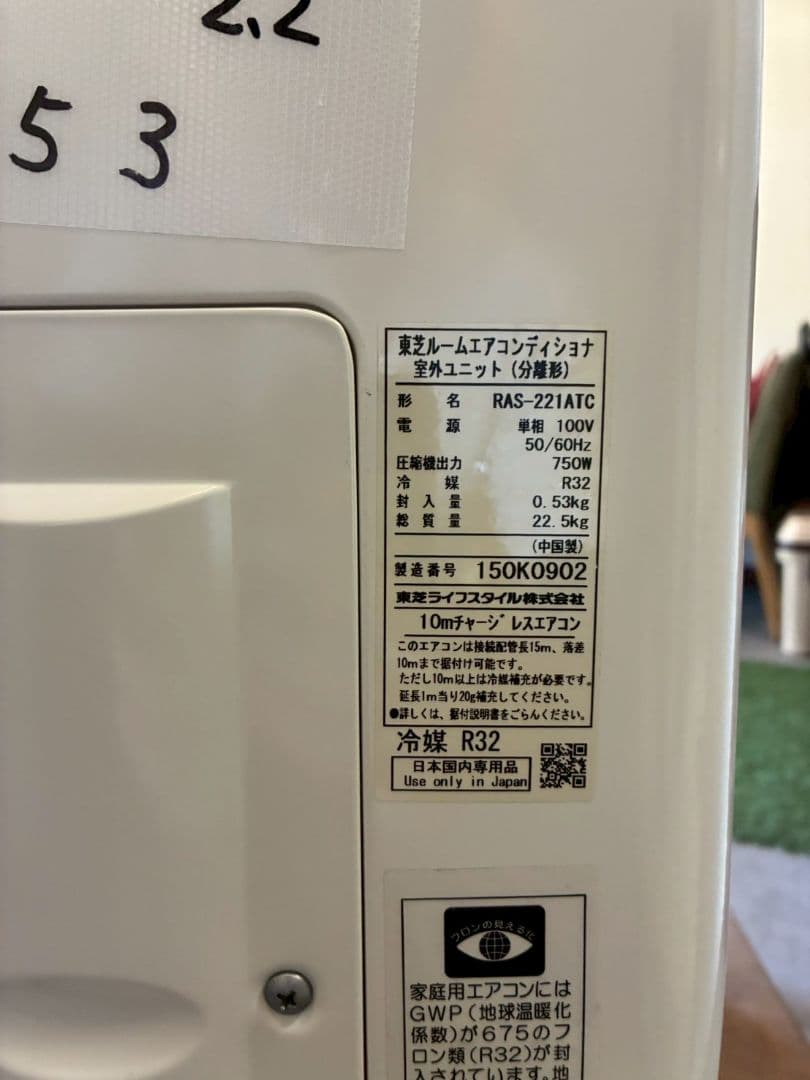 2.2
5 3
東芝ルームエアコンディショナ
室外ユニット(分離形)
形名 RAS-221ATC
電源 単相 100V
50/60Hz
圧縮機出力 750W
冷媒 R32
封入量 0.53kg
総質量 22.5kg
(中国製)
製造番号 150K0902
東芝ライフスタイル株式会社
10mチャージレスエアコン
このエアコンは接続配管長15m、落差
10mまで据付け可能です。
ただし10m以上は冷媒補充が必要です。
延長1m当り20g補充してください。
●詳しくは、据付説明書をごらんください。
冷媒 R32
日本国内専用品
Use only in Japan
フロンの見える化
家庭用エアコンには
GWP(地球温暖化
係数)が675のフ
ロン類(R32)が封
入されています。地